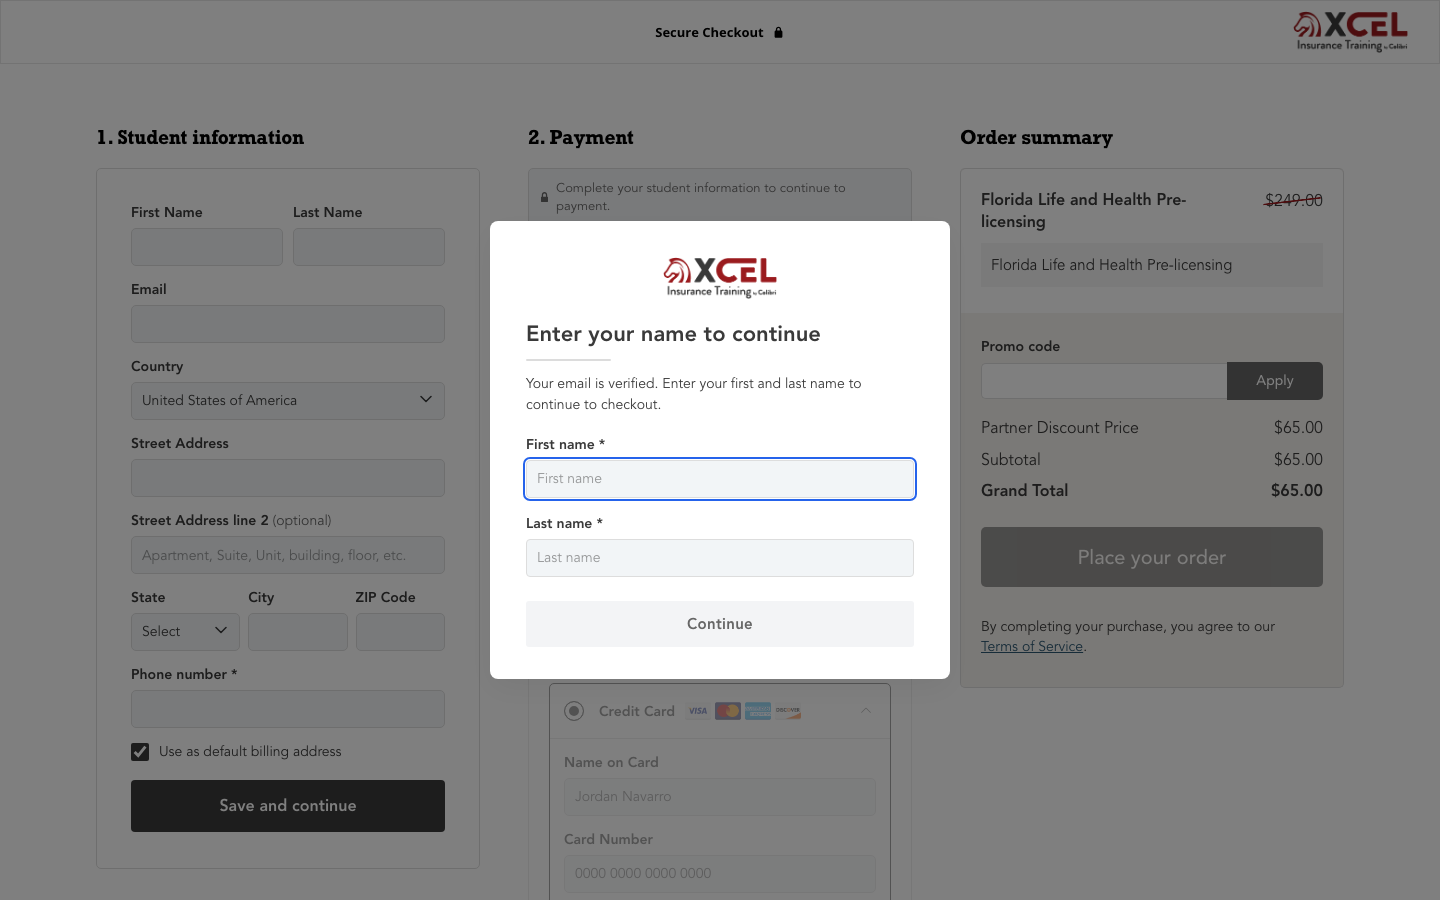 Secure Checkout
XCEL
Insurance Training by Calibri
1. Student information
First Name
Last Name
Email
Country
United States of America
Street Address
Street Address line 2 (optional)
Apartment, Suite, Unit, building, floor, etc.
State
City
ZIP Code
Select
Phone number *
Use as default billing address
Save and continue
2. Payment
Complete your student information to continue to
payment.
XCEL
Insurance Training by Calibri
Enter your name to continue
Your email is verified. Enter your first and last name to
continue to checkout.
First name *
First name
Last name *
Last name
Continue
Credit Card
VISA
DISCOVER
Name on Card
Jordan Navarro
Card Number
0000 0000 0000 0000
Order summary
Florida Life and Health Pre-
licensing
$249.00
Florida Life and Health Pre-licensing
Promo code
Apply
Partner Discount Price
$65.00
Subtotal
$65.00
Grand Total
$65.00
Place your order
By completing your purchase, you agree to our
Terms of Service.